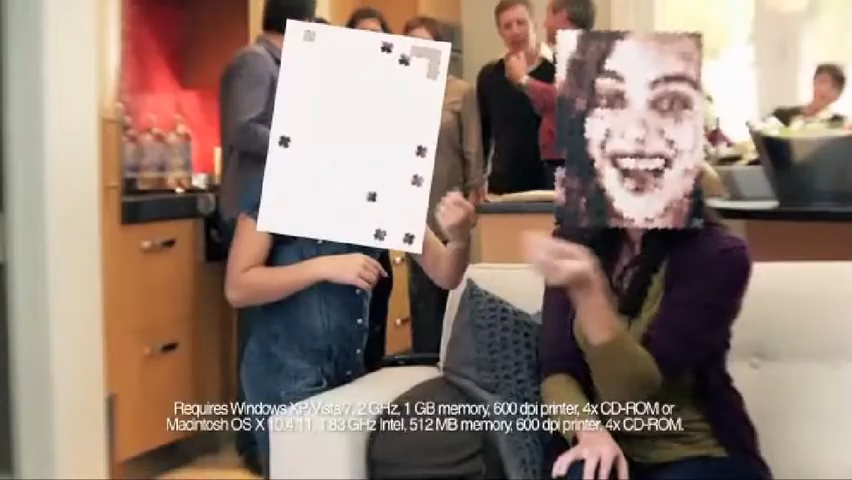 Requires Windows XP/Vista/7, 2 GHz, 1 GB memory, 600 dpi printer, 4x CD-ROM or
Macintosh OS X 10.4.11, 1.83 GHz Intel, 512 MB memory, 600 dpi printer, 4x CD-ROM.